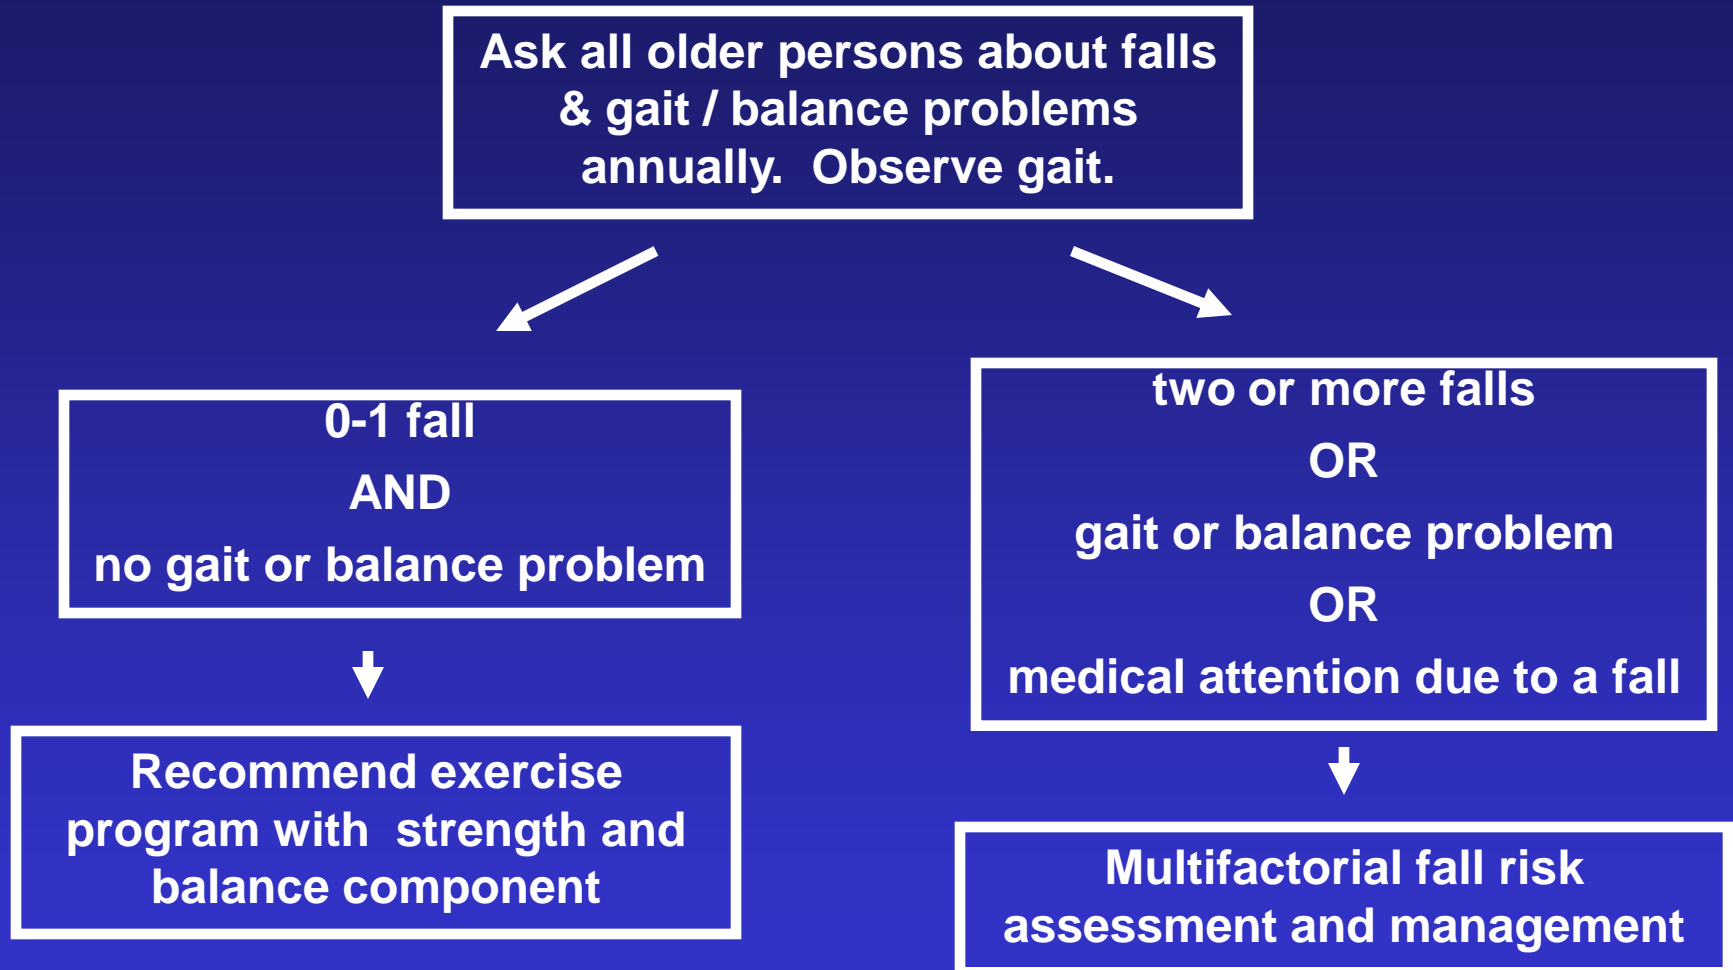 Ask all older persons about falls
& gait / balance problems
annually.  Observe gait.
0-1 fall
AND
no gait or balance problem
Recommend exercise
program with  strength and
balance component
two or more falls
OR
gait or balance problem
OR
medical attention due to a fall
Multifactorial fall risk
assessment and management